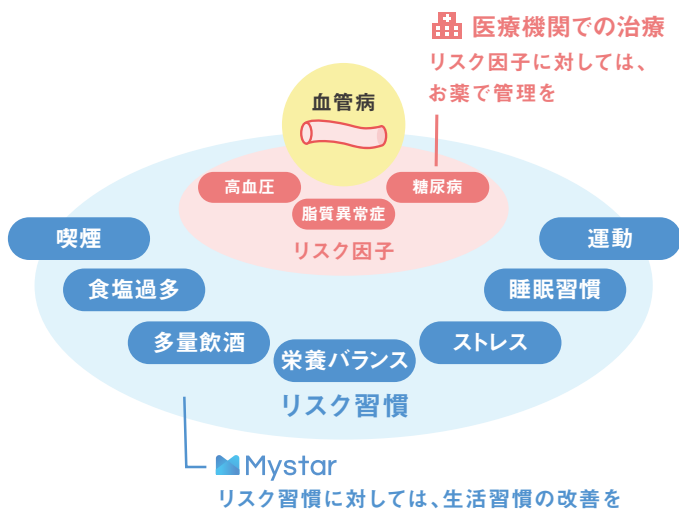 医療機関での治療
リスク因子に対しては、
お薬で管理を
血管病
高血圧
糖尿病
脂質異常症
リスク因子
喫煙
運動
食塩過多
睡眠習慣
多量飲酒
ストレス
栄養バランス
リスク習慣
Mystar
リスク習慣に対しては、生活習慣の改善を